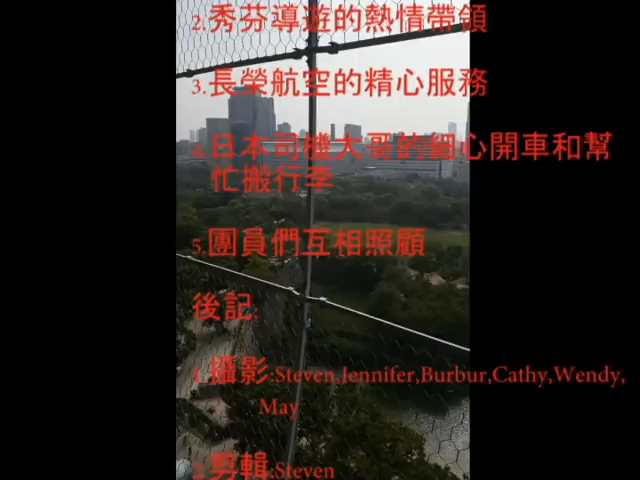 2.秀芬導遊的熱情帶領
3.長榮航空的精心服務
4.日本司機大哥的細心開車和幫
忙搬行李
5.團員們互相照顧
後記:
1.攝影:Steven,Jennifer,Burbur,Cathy,Wendy,
May
2.剪輯:Steven